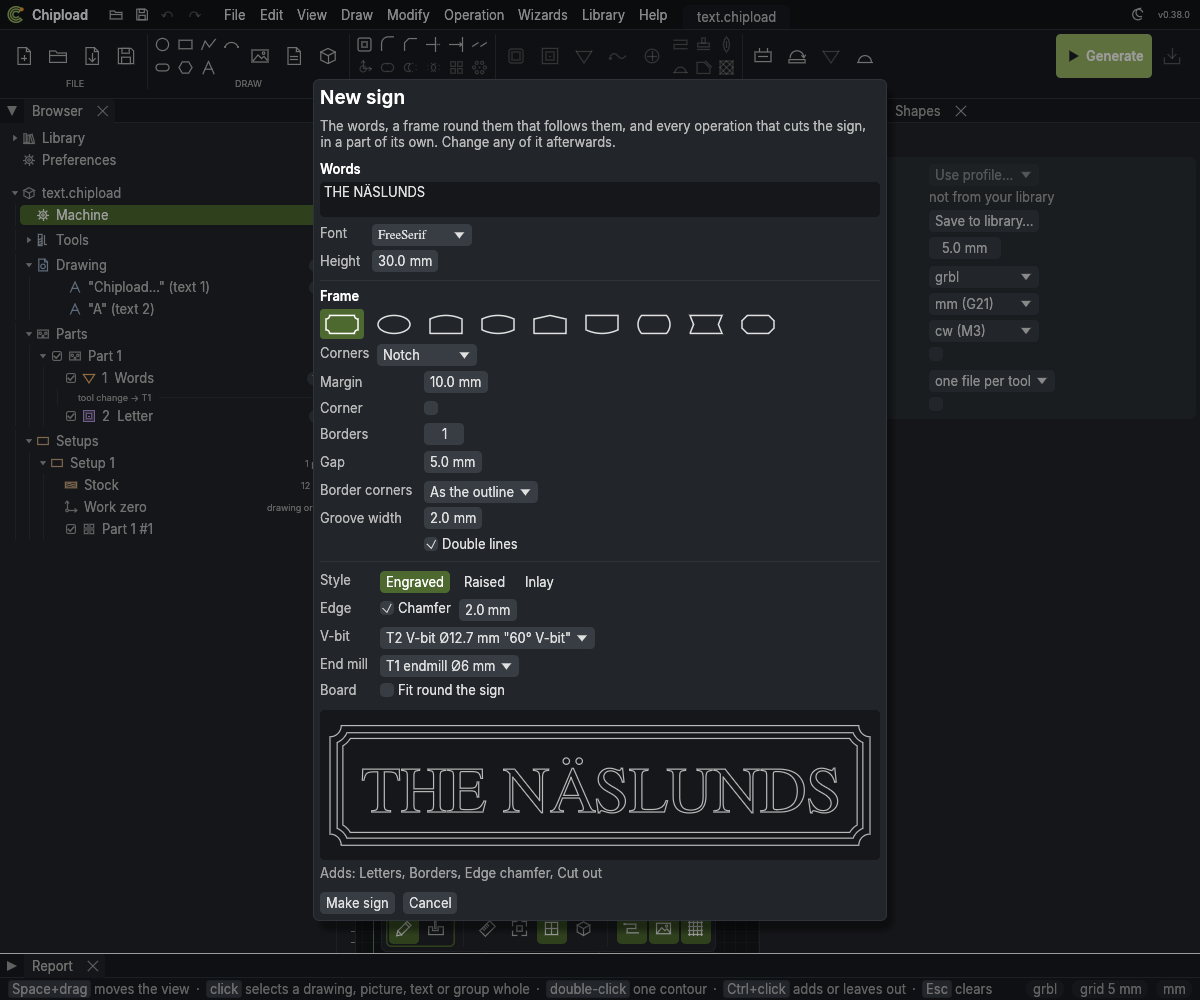 Chipload File Edit View Draw Modify Operation Wizards Library Help text.chipload v0.38.0
FILE DRAW
Generate
Browser
Library
Preferences
text.chipload
Machine
Tools
Drawing
"Chipload..." (text 1)
"A" (text 2)
Parts
Part 1
1 Words
tool change → T1
2 Letter
Setups
Setup 1
Stock 12
Work zero
Part 1 #1
New sign
The words, a frame round them that follows them, and every operation that cuts the sign,
in a part of its own. Change any of it afterwards.
Words
THE NÄSLUNDS
Font FreeSerif
Height 30.0 mm
Frame
Corners Notch
Margin 10.0 mm
Corner
Borders 1
Gap 5.0 mm
Border corners As the outline
Groove width 2.0 mm
Double lines
Style Engraved Raised Inlay
Edge Chamfer 2.0 mm
V-bit T2 V-bit Ø12.7 mm "60° V-bit"
End mill T1 endmill Ø6 mm
Board Fit round the sign
THE NÄSLUNDS
Adds: Letters, Borders, Edge chamfer, Cut out
Make sign Cancel
Shapes
Use profile...
not from your library
Save to library...
5.0 mm
grbl
mm (G21)
cw (M3)
one file per tool
Report
Space+drag moves the view · click selects a drawing, picture, text or group whole · double-click one contour · Ctrl+click adds or leaves out · Esc clears grbl grid 5 mm mm